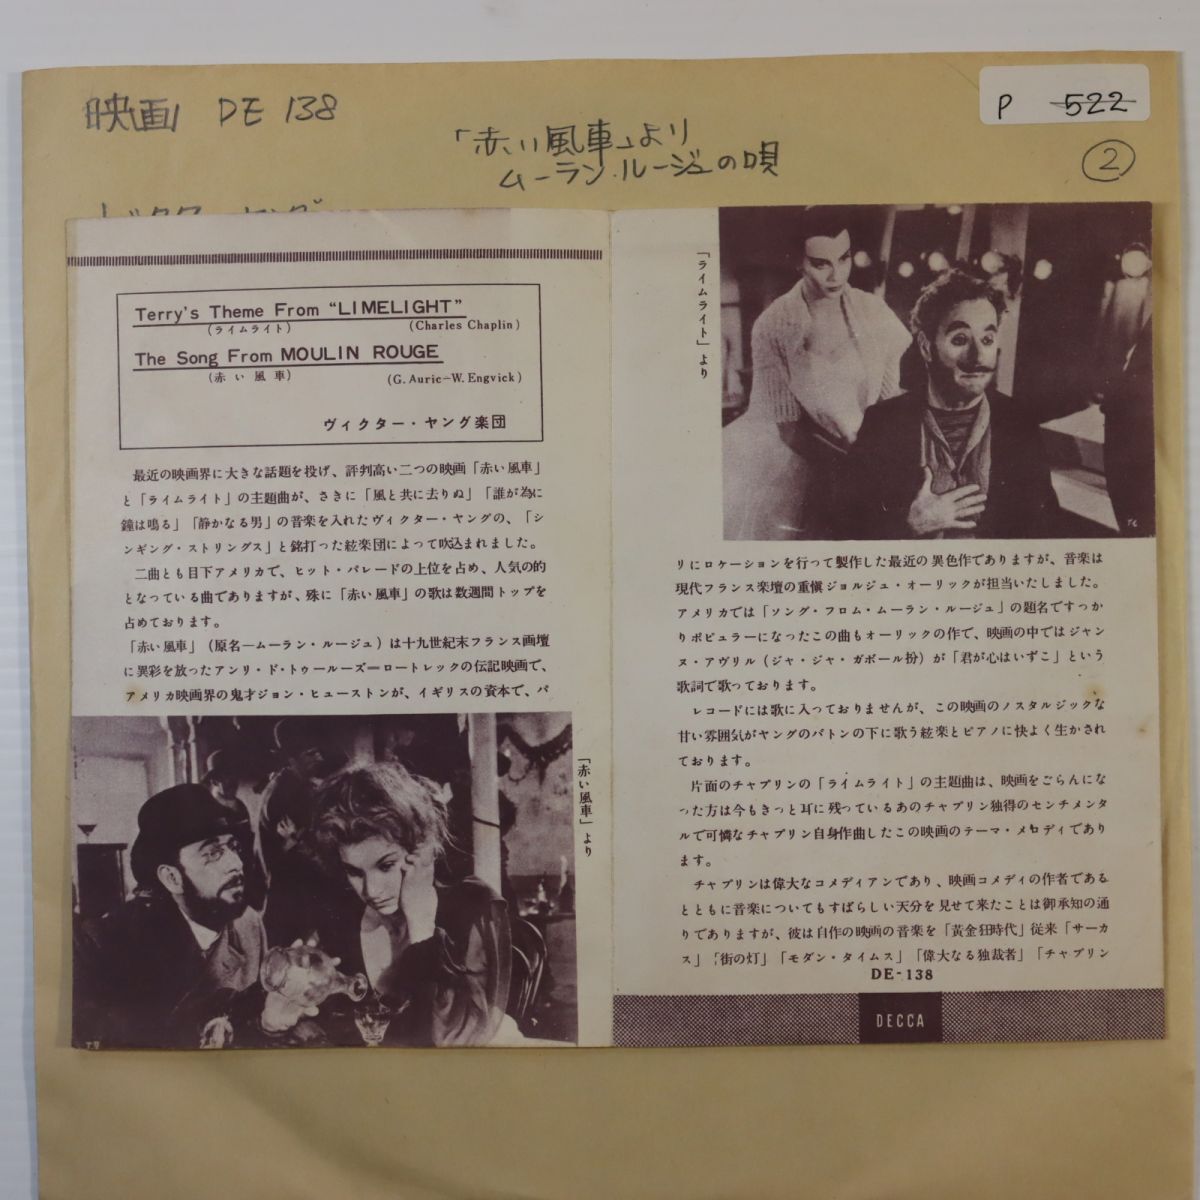 映画 DE 138
「赤い風車」より
ムーラン・ルージュの唄
P 522
②
Terry's Theme From "LIMELIGHT"
(ライムライト) (Charles Chaplin)
The Song From MOULIN ROUGE
(赤い風車) (G. Auric=W. Engvick)
ヴィクター・ヤング楽団
最近の映画界に大きな話題を投げ、評判高い二つの映画「赤い風車」
と「ライムライト」の主題曲が、さきに「風と共に去りぬ」「誰が為に
鐘は鳴る」「静かなる男」の音楽を入れたヴィクター・ヤングの、「シ
ンギング・ストリングス」と銘打った絃楽団によって吹込まれました。
二曲とも目下アメリカで、ヒット・パレードの上位を占め、人気の的
となっている曲でありますが、殊に「赤い風車」の歌は数週間トップを
占めております。
「赤い風車」(原名―ムーラン・ルージュ)は十九世紀末フランス画壇
に異彩を放ったアンリ・ド・トゥールーズ=ロートレックの伝記映画で、
アメリカ映画界の鬼才ジョン・ヒューストンが、イギリスの資本で、パ
「赤い風車」より
「ライムライト」より
リにロケーションを行って製作した最近の異色作でありますが、音楽は
現代フランス楽壇の重慎ジョルジュ・オーリックが担当いたしました。
アメリカでは「ソング・フロム・ムーラン・ルージュ」の題名ですっか
りポピュラーになったこの曲もオーリックの作で、映画の中ではジャン
ヌ・アヴリル(ジャ・ジャ・ガボール扮)が「君が心はいずこ」という
歌詞で歌っております。
レコードには歌に入っておりませんが、この映画のノスタルジックな
甘い雰囲気がヤングのバトンの下に歌う絃楽とピアノに快よく生かされ
ております。
片面のチャプリンの「ライムライト」の主題曲は、映画をごらんにな
った方は今もきっと耳に残っているあのチャプリン独得のセンチメンタ
ルで可憐なチャプリン自身作曲したこの映画のテーマ・メロディであり
ます。
チャプリンは偉大なコメディアンであり、映画コメディの作者である
とともに音楽についてもすばらしい天分を見せて来たことは御承知の通
りでありますが、彼は自作の映画の音楽を「黄金狂時代」従来「サーカ
ス」「街の灯」「モダン・タイムス」「偉大なる独裁者」「チャプリン
DE-138
DECCA